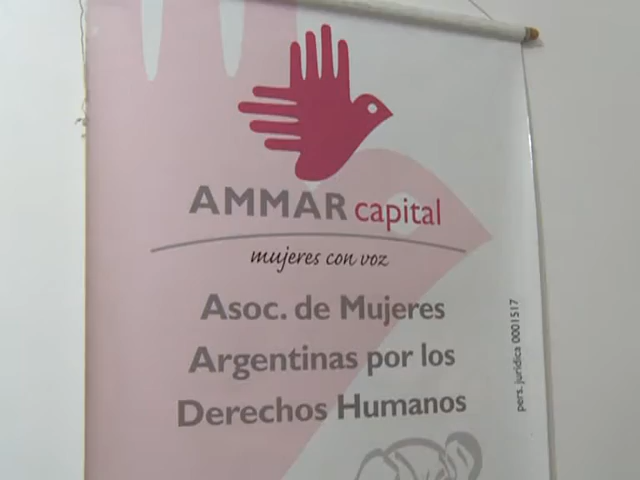 AMMAR capital
mujeres con voz
Asoc. de Mujeres
Argentinas por los
Derechos Humanos
pers. jurídica 0001517